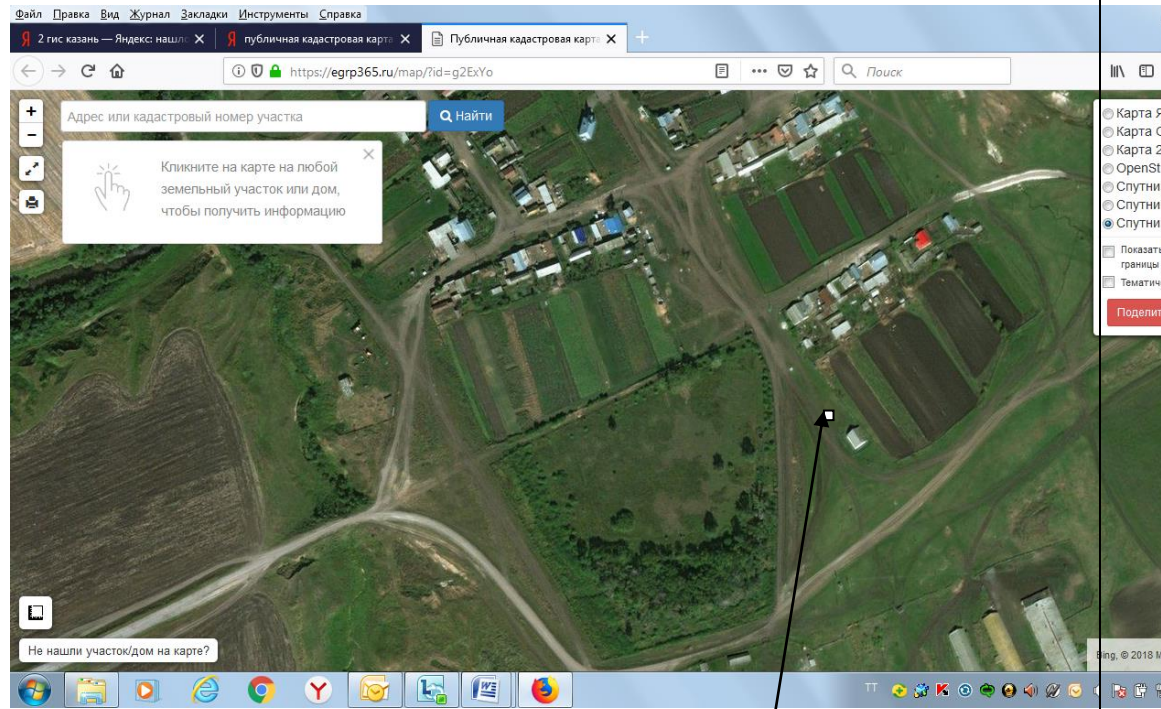 Файл Правка Вид Журнал Закладки Инструменты Справка
2 гис казань — Яндекс: нашло
публичная кадастровая карта
Публичная кадастровая карта
https://egrp365.ru/map/?id=g2ExYo
Поиск
Адрес или кадастровый номер участка
Найти
Кликните на карте на любой
земельный участок или дом,
чтобы получить информацию
Карта Я
Карта
Карта 2
OpenSt
Спутни
Спутни
Спутни
Показать
границы
Тематич
Поделит
Не нашли участок/дом на карте?
Bing, © 2018 M
TT